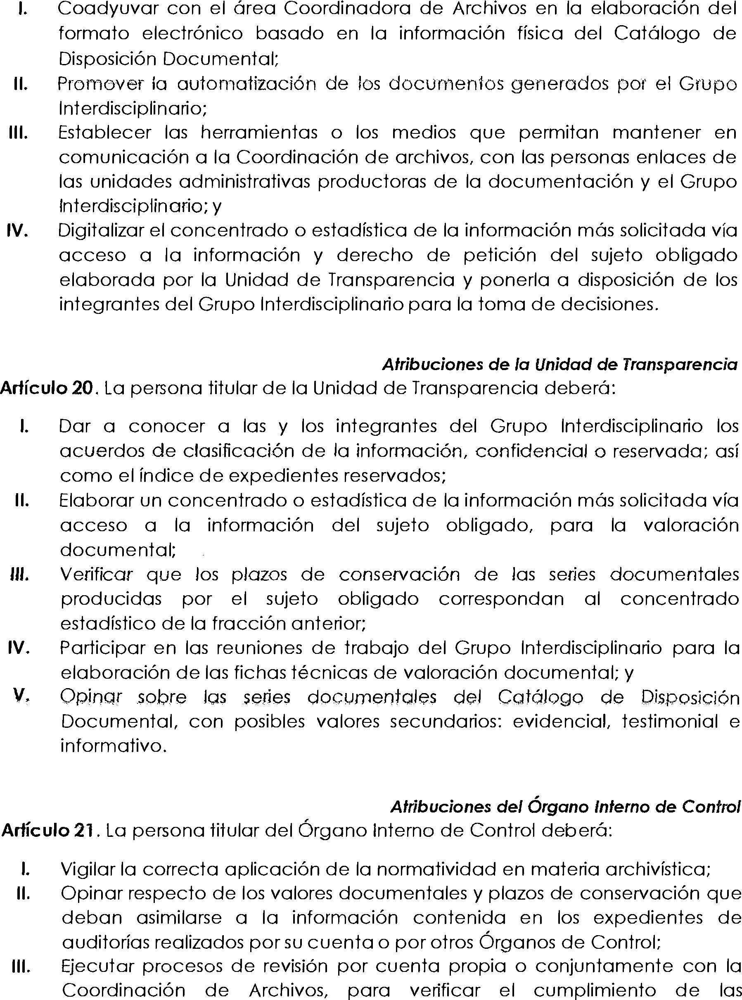 I. Coadyuvar con el área Coordinadora de Archivos en la elaboración del
formato electrónico basado en la información física del Catálogo de
Disposición Documental;
II. Promover la automatización de los documentos generados por el Grupo
Interdisciplinario;
III. Establecer las herramientas o los medios que permitan mantener en
comunicación a la Coordinación de archivos, con las personas enlaces de
las unidades administrativas productoras de la documentación y el Grupo
Interdisciplinario; y
IV. Digitalizar el concentrado o estadística de la información más solicitada vía
acceso a la información y derecho de petición del sujeto obligado
elaborada por la Unidad de Transparencia y ponerla a disposición de los
integrantes del Grupo Interdisciplinario para la toma de decisiones.
Atribuciones de la Unidad de Transparencia
Artículo 20. La persona titular de la Unidad de Transparencia deberá:
I. Dar a conocer a las y los integrantes del Grupo Interdisciplinario los
acuerdos de clasificación de la información, confidencial o reservada; así
como el índice de expedientes reservados;
II. Elaborar un concentrado o estadística de la información más solicitada vía
acceso a la información del sujeto obligado, para la valoración
documental;
III. Verificar que los plazos de conservación de las series documentales
producidas por el sujeto obligado correspondan al concentrado
estadístico de la fracción anterior;
IV. Participar en las reuniones de trabajo del Grupo Interdisciplinario para la
elaboración de las fichas técnicas de valoración documental; y
V. Opinar sobre las series documentales del Catálogo de Disposición
Documental, con posibles valores secundarios: evidencial, testimonial e
informativo.
Atribuciones del Órgano Interno de Control
Artículo 21. La persona titular del Órgano Interno de Control deberá:
I. Vigilar la correcta aplicación de la normatividad en materia archivística;
II. Opinar respecto de los valores documentales y plazos de conservación que
deban asimilarse a la información contenida en los expedientes de
auditorías realizados por su cuenta o por otros Órganos de Control;
III. Ejecutar procesos de revisión por cuenta propia o conjuntamente con la
Coordinación de Archivos, para verificar el cumplimiento de las